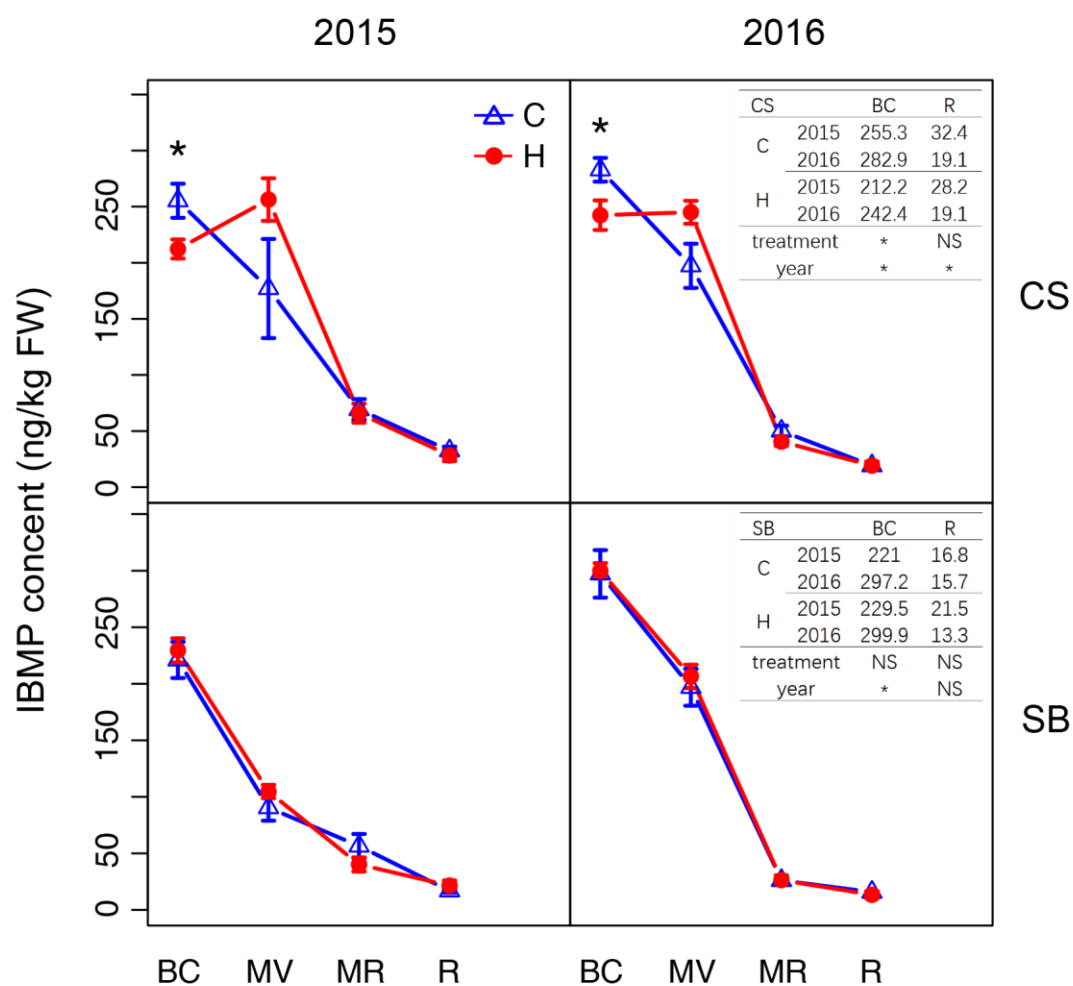 2015 2016
IBMP concent (ng/kg FW)
0 50 150 250
*
C
H
*
CS BC R
C 2015 255.3 32.4
2016 282.9 19.1
H 2015 212.2 28.2
2016 242.4 19.1
treatment * NS
year * *
CS
0 50 150 250
SB BC R
C 2015 221 16.8
2016 297.2 15.7
H 2015 229.5 21.5
2016 299.9 13.3
treatment NS NS
year * NS
SB
BC MV MR R BC MV MR R